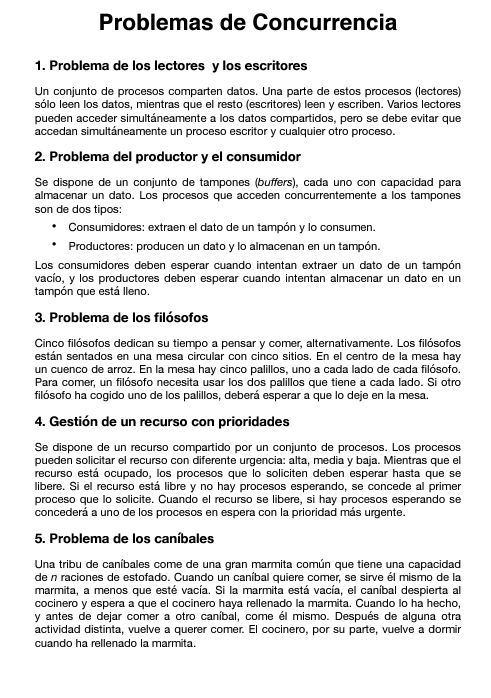 Problemas de Concurrencia
1. Problema de los lectores y los escritores
Un conjunto de procesos comparten datos. Una parte de estos procesos (lectores)
sólo leen los datos, mientras que el resto (escritores) leen y escriben. Varios lectores
pueden acceder simultáneamente a los datos compartidos, pero se debe evitar que
accedan simultáneamente un proceso escritor y cualquier otro proceso.
2. Problema del productor y el consumidor
Se dispone de un conjunto de tampones (buffers), cada uno con capacidad para
almacenar un dato. Los procesos que acceden concurrentemente a los tampones
son de dos tipos:
• Consumidores: extraen el dato de un tampón y lo consumen.
• Productores: producen un dato y lo almacenan en un tampón.
Los consumidores deben esperar cuando intentan extraer un dato de un tampón
vacío, y los productores deben esperar cuando intentan almacenar un dato en un
tampón que está lleno.
3. Problema de los filósofos
Cinco filósofos dedican su tiempo a pensar y comer, alternativamente. Los filósofos
están sentados en una mesa circular con cinco sitios. En el centro de la mesa hay
un cuenco de arroz. En la mesa hay cinco palillos, uno a cada lado de cada filósofo.
Para comer, un filósofo necesita usar los dos palillos que tiene a cada lado. Si otro
filósofo ha cogido uno de los palillos, deberá esperar a que lo deje en la mesa.
4. Gestión de un recurso con prioridades
Se dispone de un recurso compartido por un conjunto de procesos. Los procesos
pueden solicitar el recurso con diferente urgencia: alta, media y baja. Mientras que el
recurso está ocupado, los procesos que lo soliciten deben esperar hasta que se
libere. Si el recurso está libre y no hay procesos esperando, se concede al primer
proceso que lo solicite. Cuando el recurso se libere, si hay procesos esperando se
concederá a uno de los procesos en espera con la prioridad más urgente.
5. Problema de los caníbales
Una tribu de caníbales come de una gran marmita común que tiene una capacidad
de n raciones de estofado. Cuando un caníbal quiere comer, se sirve él mismo de la
marmita, a menos que esté vacía. Si la marmita está vacía, el caníbal despierta al
cocinero y espera a que el cocinero haya rellenado la marmita. Cuando lo ha hecho,
y antes de dejar comer a otro caníbal, come él mismo. Después de alguna otra
actividad distinta, vuelve a querer comer. El cocinero, por su parte, vuelve a dormir
cuando ha rellenado la marmita.